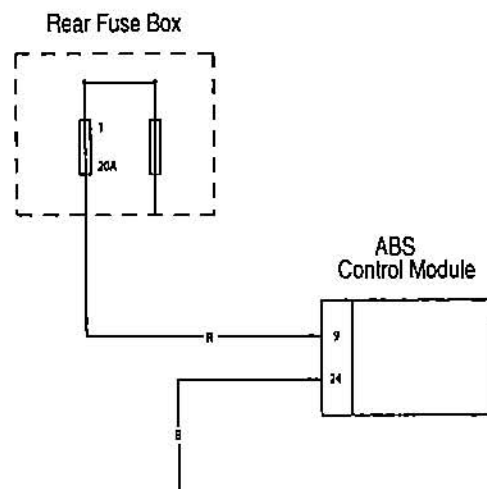 Rear Fuse Box
1
20A
ABS
Control Module
R
9
24
B